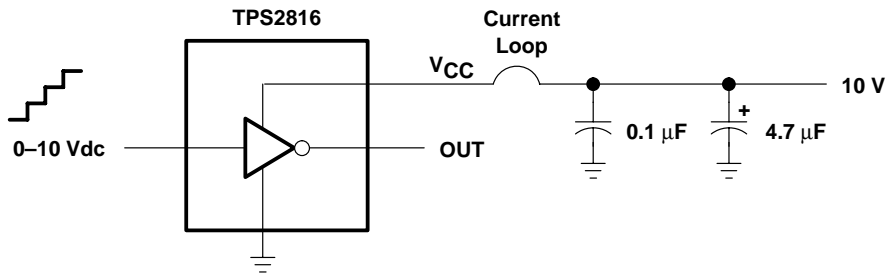 TPS2816
Current
Loop
VCC
10 V
0–10 Vdc
OUT
0.1 μF
+
4.7 μF